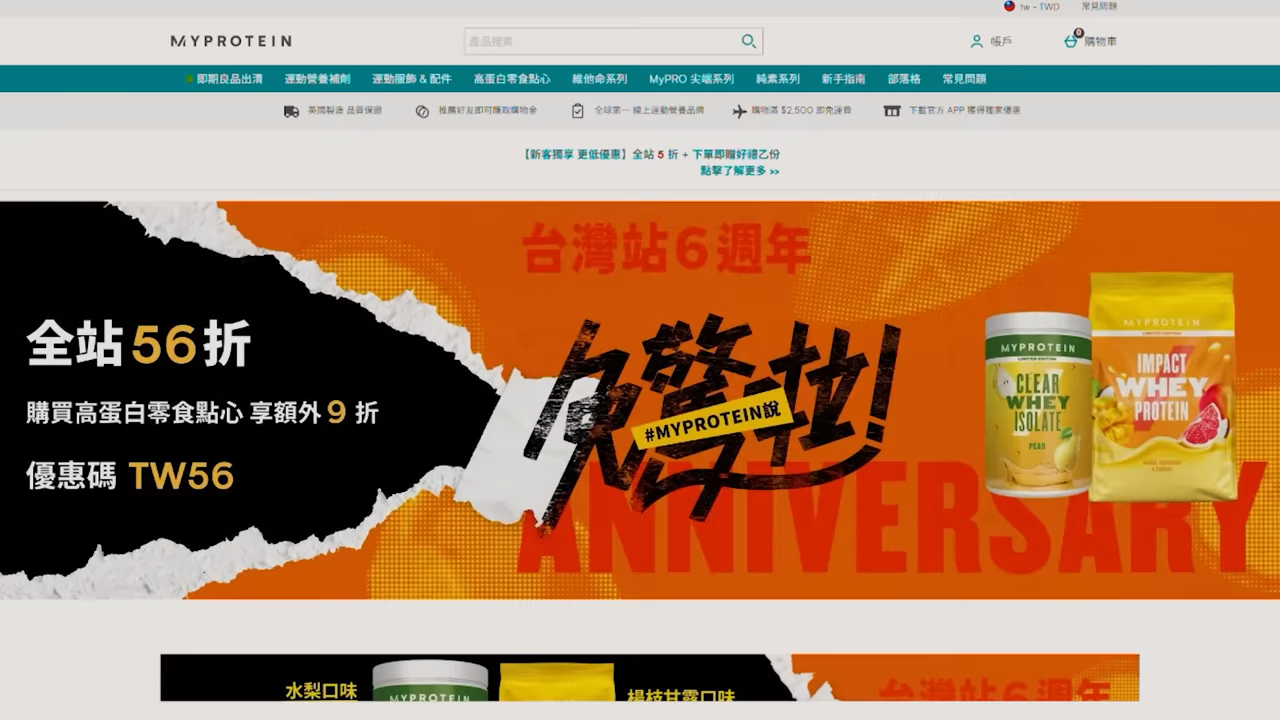 tw - TWD 常見問題
MYPROTEIN 產品搜索 帳戶 0 購物車
即期良品出清 運動營養補劑 運動服飾 & 配件 高蛋白零食點心 維他命系列 MyPRO 尖端系列 純素系列 新手指南 部落格 常見問題
英國製造 品質保證 推薦好友即可賺取購物金 全球第一 線上運動營養品牌 購物滿 $2,500 即免運費 下載官方 APP 獲得獨家優惠
【新客獨享 更低優惠】全站 5 折 + 下單即贈好禮乙份
點擊了解更多 >>
台灣站6週年
全站56折
購買高蛋白零食點心 享額外 9 折
優惠碼 TW56
免驚啦!
#MYPROTEIN說
ANNIVERSARY
MYPROTEIN
LIMITED EDITION
CLEAR
WHEY
ISOLATE
PEAR
MYPROTEIN
LIMITED EDITION
IMPACT
WHEY
PROTEIN
水梨口味
MYPROTEIN
楊枝甘露口味
台灣站6週年